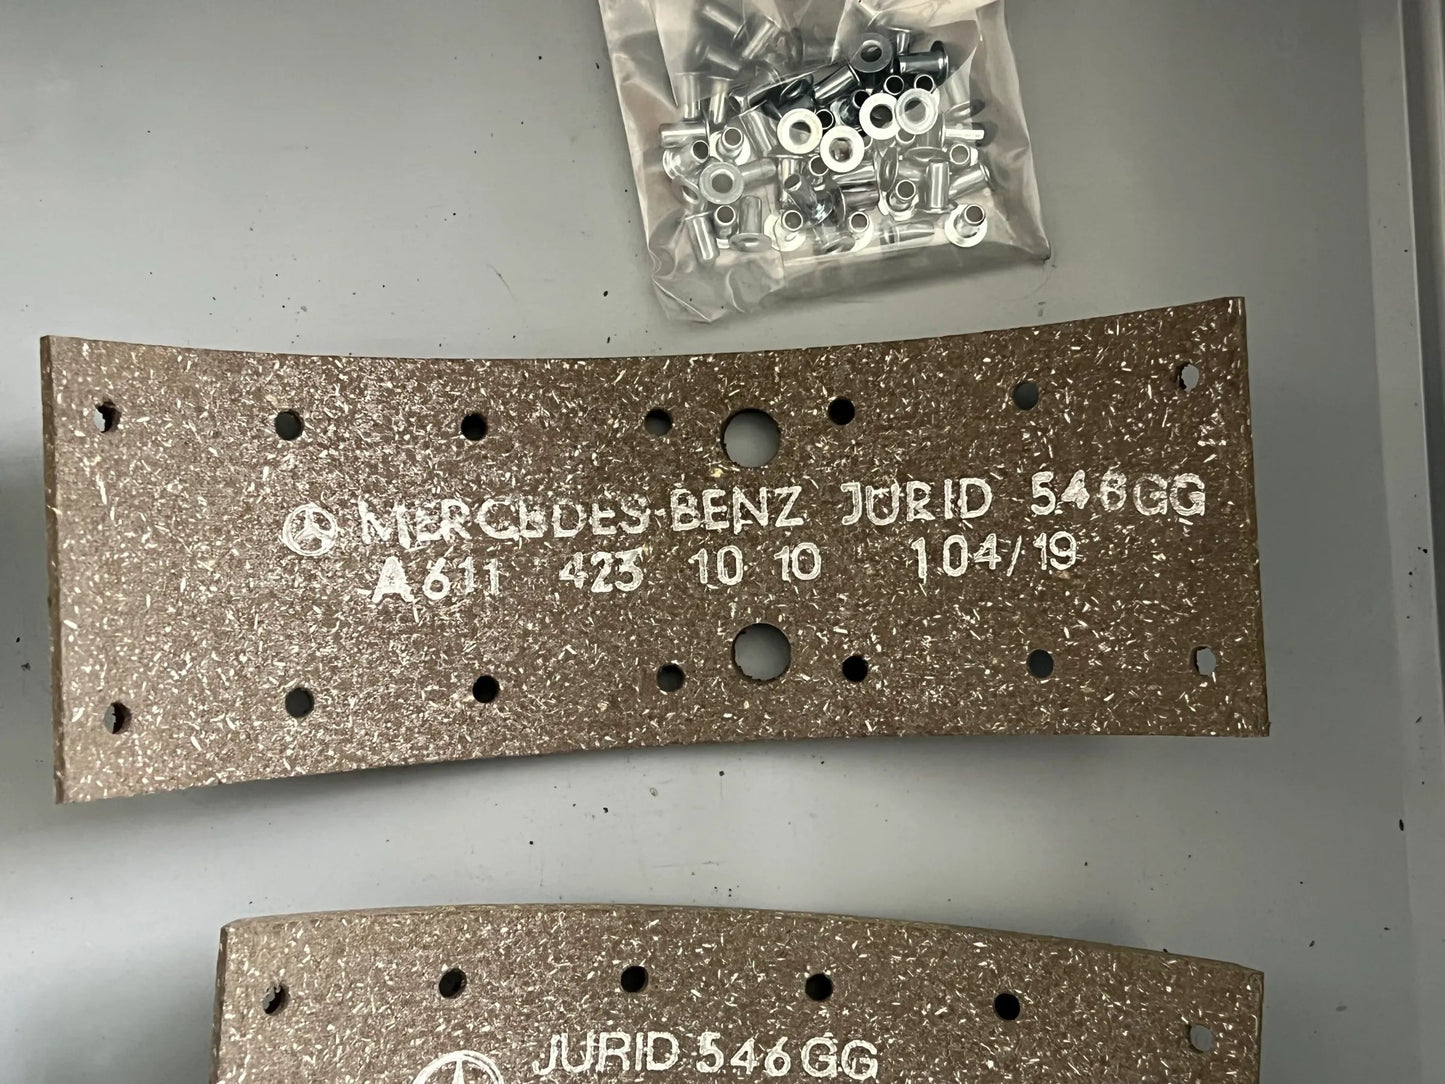 MERCEDES-BENZ JURID 546GG
A611 423 10 10 104/19
JURID 546GG